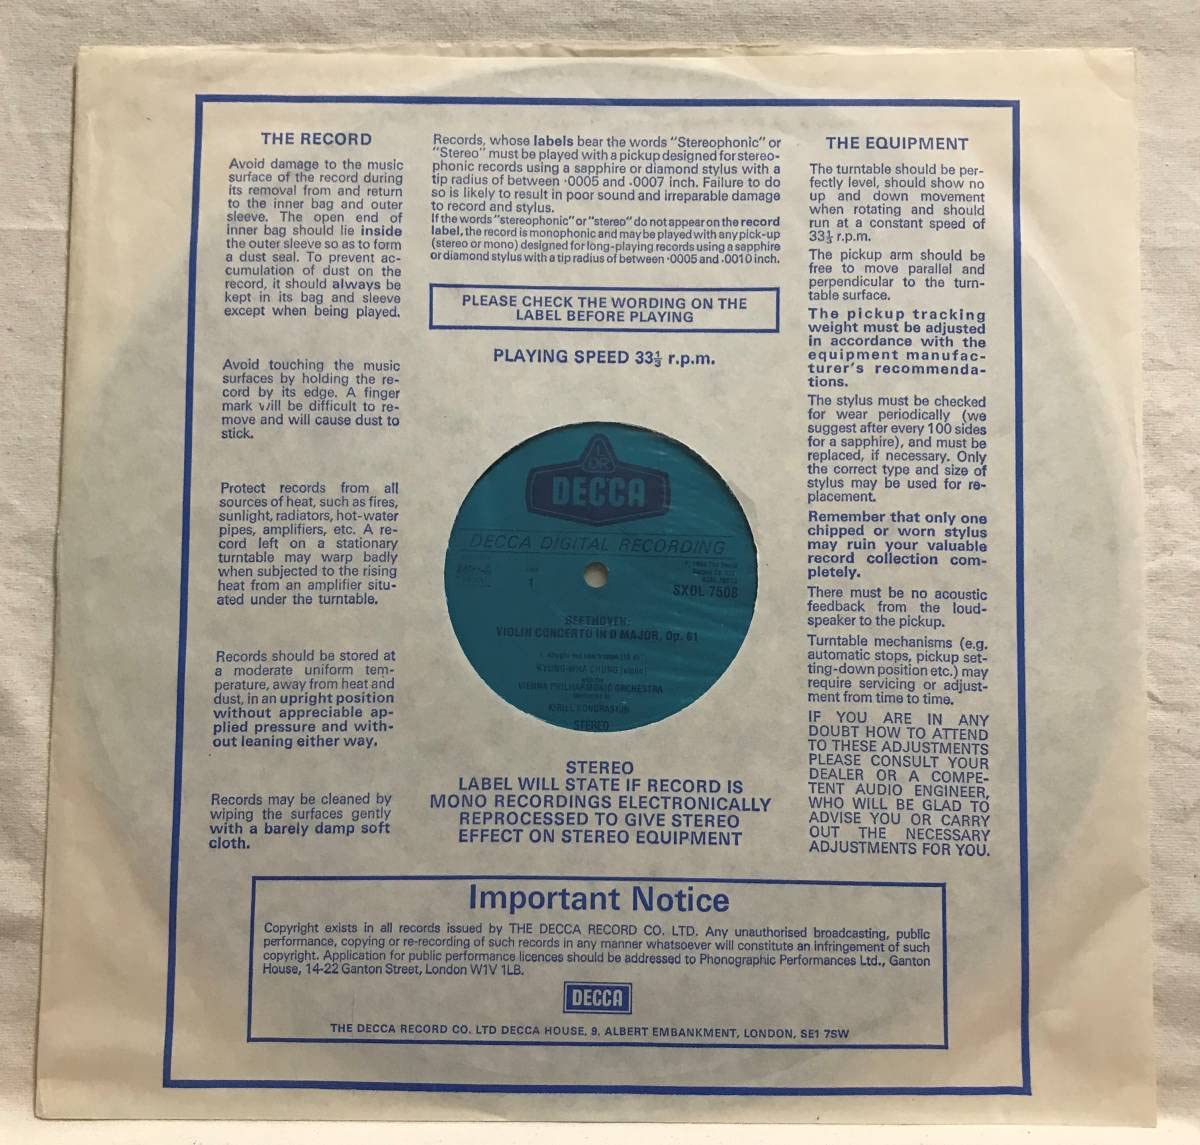 THE RECORD
Avoid damage to the music
surface of the record during
its removal from and return
to the inner bag and outer
sleeve. The open end of
inner bag should lie inside
the outer sleeve so as to form
a dust seal. To prevent ac-
cumulation of dust on the
record, it should always be
kept in its bag and sleeve
except when being played.
Avoid touching the music
surfaces by holding the re-
cord by its edge. A finger
mark will be difficult to re-
move and will cause dust to
stick.
Protect records from all
sources of heat, such as fires,
sunlight, radiators, hot-water
pipes, amplifiers, etc. A re-
cord left on a stationary
turntable may warp badly
when subjected to the rising
heat from an amplifier situ-
ated under the turntable.
Records should be stored at
a moderate uniform tem-
perature, away from heat and
dust, in an upright position
without appreciable ap-
plied pressure and with-
out leaning either way.
Records may be cleaned by
wiping the surfaces gently
with a barely damp soft
cloth.
Records, whose labels bear the words "Stereophonic" or
"Stereo" must be played with a pickup designed for stereo-
phonic records using a sapphire or diamond stylus with a
tip radius of between ·0005 and ·0007 inch. Failure to do
so is likely to result in poor sound and irreparable damage
to record and stylus.
If the words "stereophonic" or "stereo" do not appear on the record
label, the record is monophonic and may be played with any pick-up
(stereo or mono) designed for long-playing records using a sapphire
or diamond stylus with a tip radius of between ·0005 and ·0010 inch.
PLEASE CHECK THE WORDING ON THE
LABEL BEFORE PLAYING
PLAYING SPEED 33⅓ r.p.m.
DECCA
DECCA DIGITAL RECORDING
1
SXDL 7508
BEETHOVEN:
VIOLIN CONCERTO IN D MAJOR, Op. 61
KYUNG-WHA CHUNG (violin)
VIENNA PHILHARMONIC ORCHESTRA
KIRILL KONDRASHIN
STEREO
STEREO
LABEL WILL STATE IF RECORD IS
MONO RECORDINGS ELECTRONICALLY
REPROCESSED TO GIVE STEREO
EFFECT ON STEREO EQUIPMENT
THE EQUIPMENT
The turntable should be per-
fectly level, should show no
up and down movement
when rotating and should
run at a constant speed of
33⅓ r.p.m.
The pickup arm should be
free to move parallel and
perpendicular to the turn-
table surface.
The pickup tracking
weight must be adjusted
in accordance with the
equipment manufac-
turer's recommenda-
tions.
The stylus must be checked
for wear periodically (we
suggest after every 100 sides
for a sapphire), and must be
replaced, if necessary. Only
the correct type and size of
stylus may be used for re-
placement.
Remember that only one
chipped or worn stylus
may ruin your valuable
record collection com-
pletely.
There must be no acoustic
feedback from the loud-
speaker to the pickup.
Turntable mechanisms (e.g.
automatic stops, pickup set-
ting-down position etc.) may
require servicing or adjust-
ment from time to time.
IF YOU ARE IN ANY
DOUBT HOW TO ATTEND
TO THESE ADJUSTMENTS
PLEASE CONSULT YOUR
DEALER OR A COMPE-
TENT AUDIO ENGINEER,
WHO WILL BE GLAD TO
ADVISE YOU OR CARRY
OUT THE NECESSARY
ADJUSTMENTS FOR YOU.
Important Notice
Copyright exists in all records issued by THE DECCA RECORD CO. LTD. Any unauthorised broadcasting, public
performance, copying or re-recording of such records in any manner whatsoever will constitute an infringement of such
copyright. Application for public performance licences should be addressed to Phonographic Performances Ltd., Ganton
House, 14-22 Ganton Street, London W1V 1LB.
DECCA
THE DECCA RECORD CO. LTD DECCA HOUSE, 9, ALBERT EMBANKMENT, LONDON, SE1 7SW